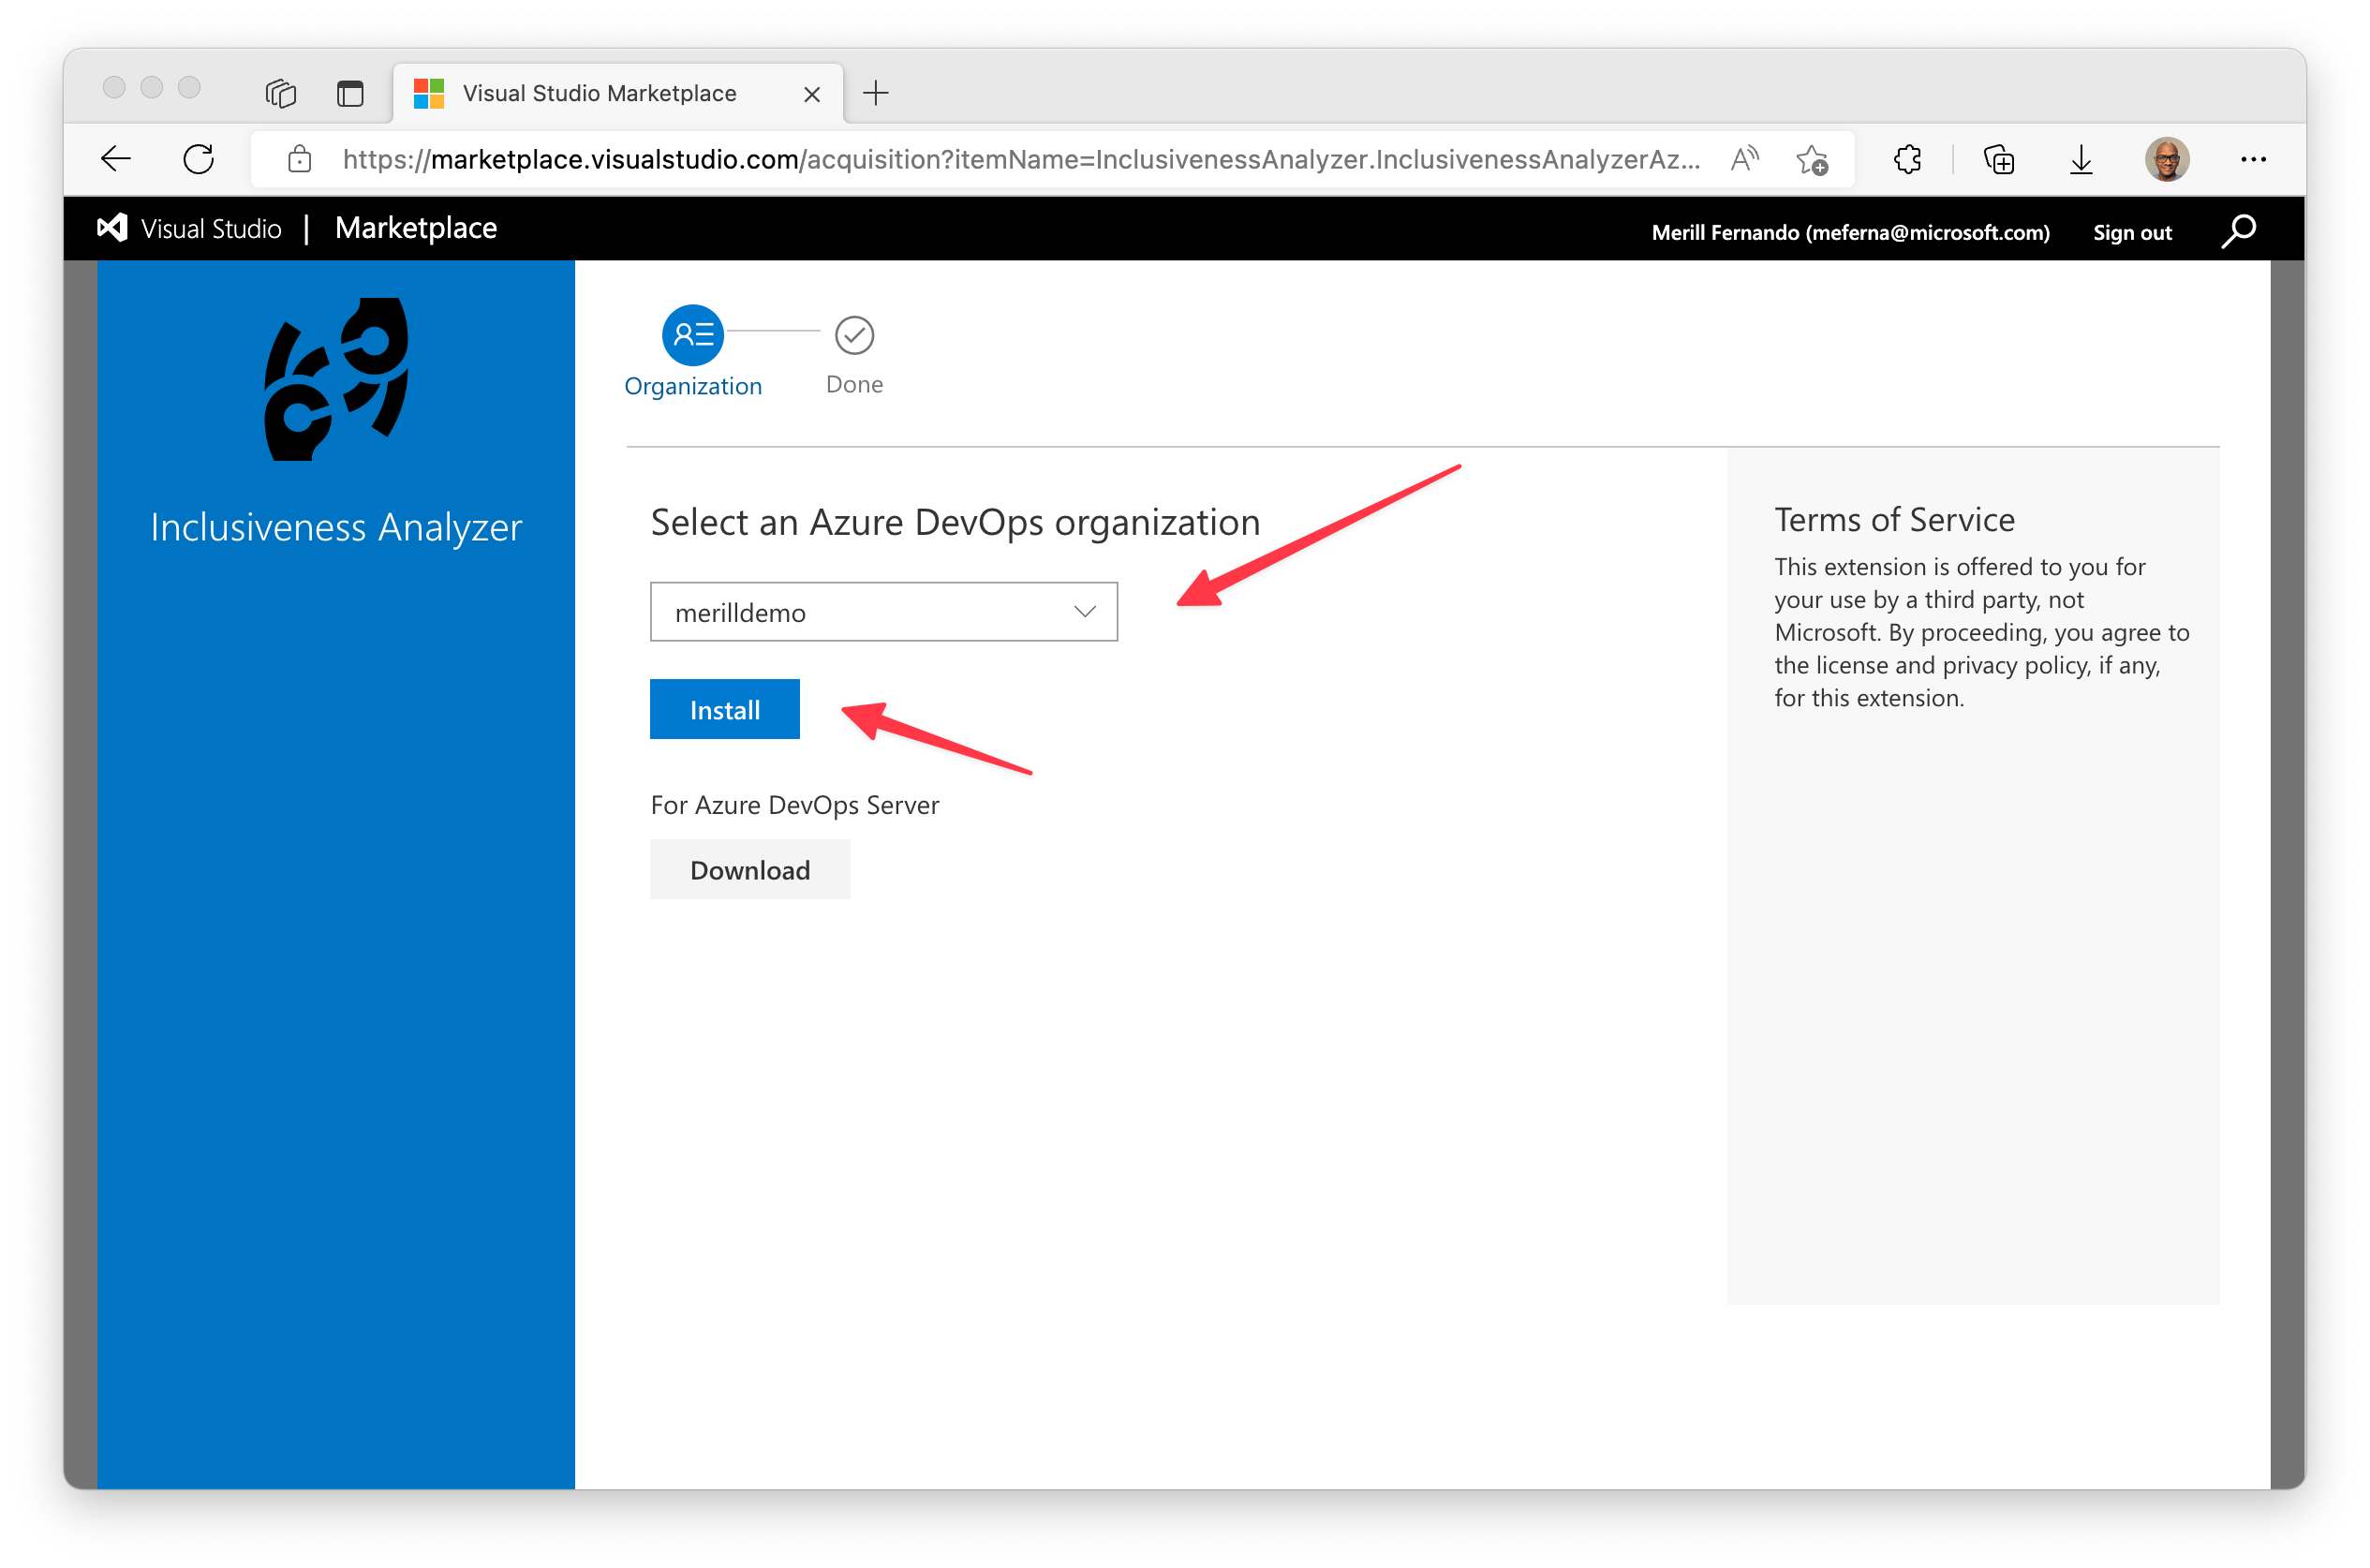 Visual Studio Marketplace
https://marketplace.visualstudio.com/acquisition?itemName=InclusivenessAnalyzer.InclusivenessAnalyzerAz...
Visual Studio | Marketplace
Merill Fernando (meferna@microsoft.com)
Sign out
Inclusiveness Analyzer
Organization
Done
Select an Azure DevOps organization
merilldemo
Install
For Azure DevOps Server
Download
Terms of Service
This extension is offered to you for
your use by a third party, not
Microsoft. By proceeding, you agree to
the license and privacy policy, if any,
for this extension.